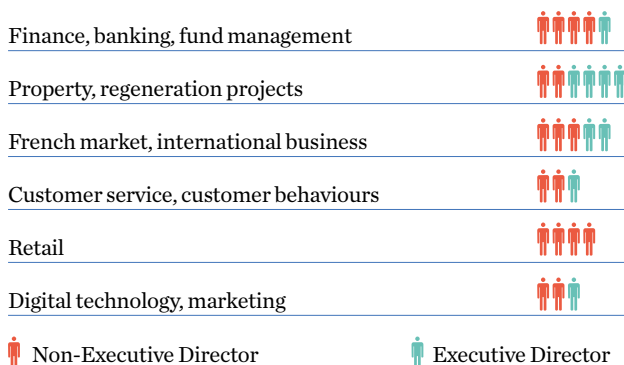 Finance, banking, fund management
Property, regeneration projects
French market, international business
Customer service, customer behaviours
Retail
Digital technology, marketing
Non-Executive Director Executive Director